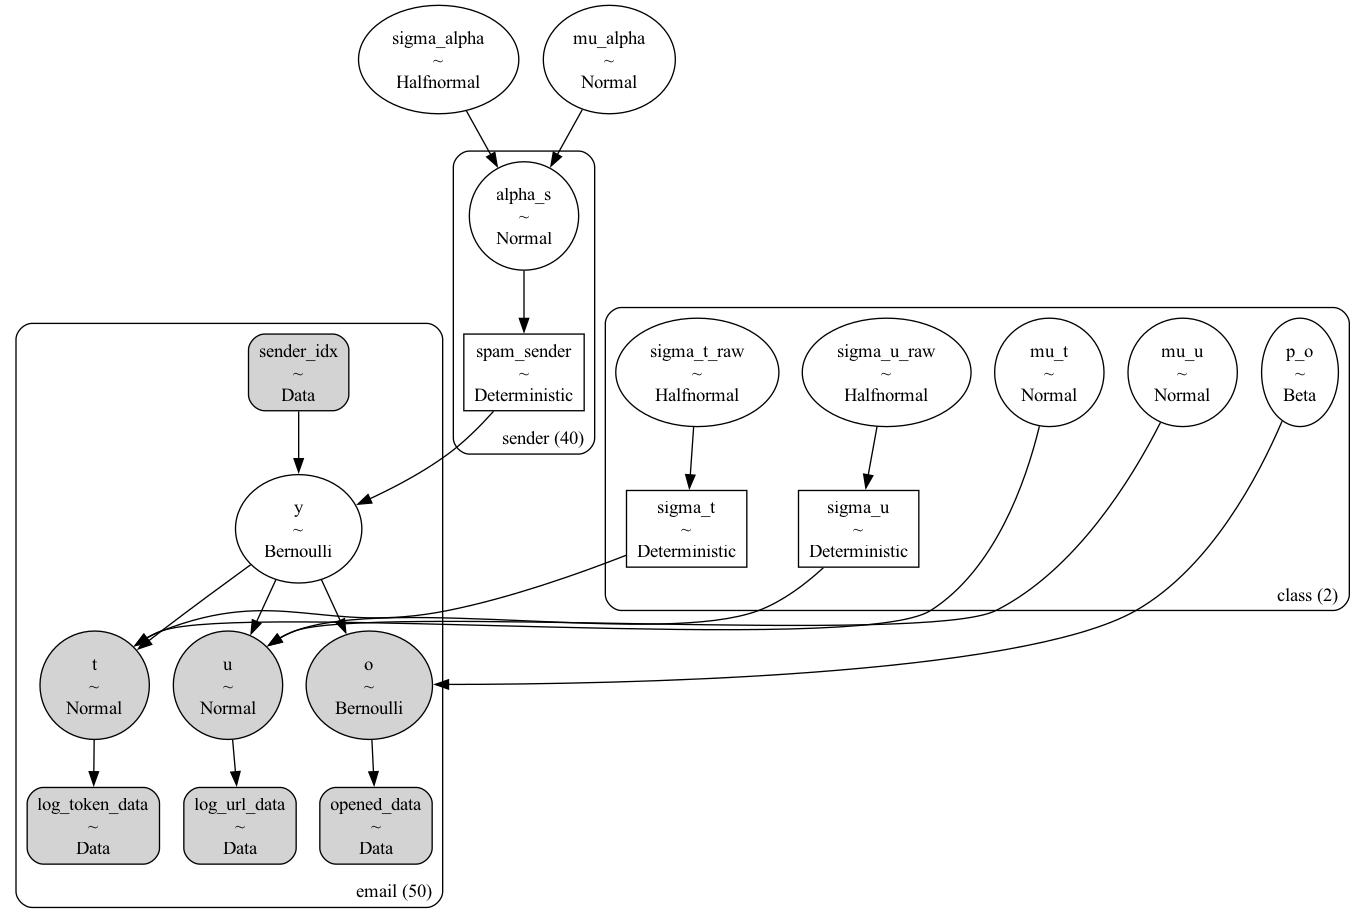 sigma_alpha
~
Halfnormal
mu_alpha
~
Normal
alpha_s
~
Normal
spam_sender
~
Deterministic
sender (40)
sender_idx
~
Data
sigma_t_raw
~
Halfnormal
sigma_u_raw
~
Halfnormal
mu_t
~
Normal
mu_u
~
Normal
p_o
~
Beta
y
~
Bernoulli
sigma_t
~
Deterministic
sigma_u
~
Deterministic
class (2)
t
~
Normal
u
~
Normal
o
~
Bernoulli
log_token_data
~
Data
log_url_data
~
Data
opened_data
~
Data
email (50)